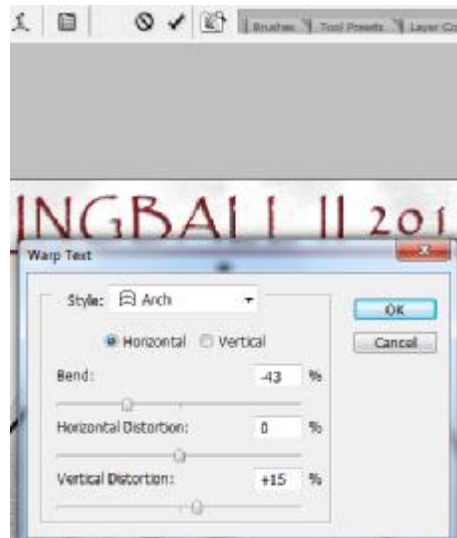 Brushes Tool Presets Layer Co
INGBALL II 201
Warp Text
Style: Arch
OK
Horizontal Vertical
Cancel
Bend: -43 %
Horizontal Distortion: 0 %
Vertical Distortion: +15 %